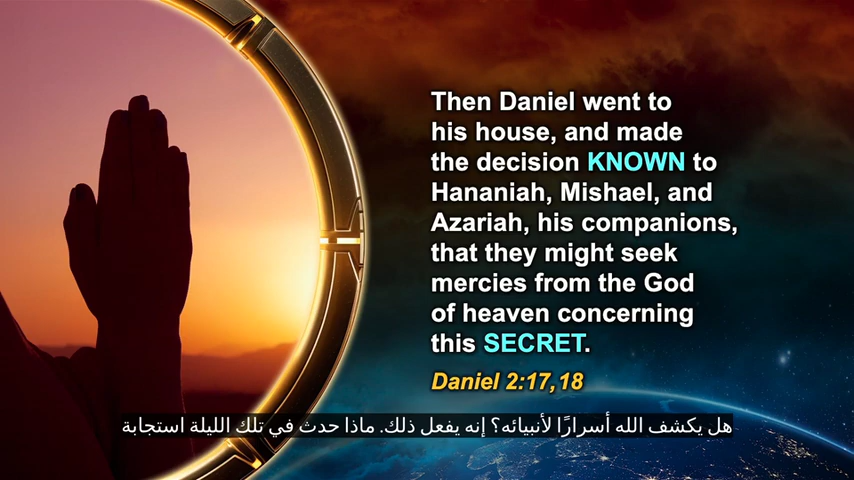 Then Daniel went to
his house, and made
the decision KNOWN to
Hananiah, Mishael, and
Azariah, his companions,
that they might seek
mercies from the God
of heaven concerning
this SECRET.
Daniel 2:17,18
هل يكشف الله أسرارًا لأنبيائه؟ إنه يفعل ذلك. ماذا حدث في تلك الليلة استجابة